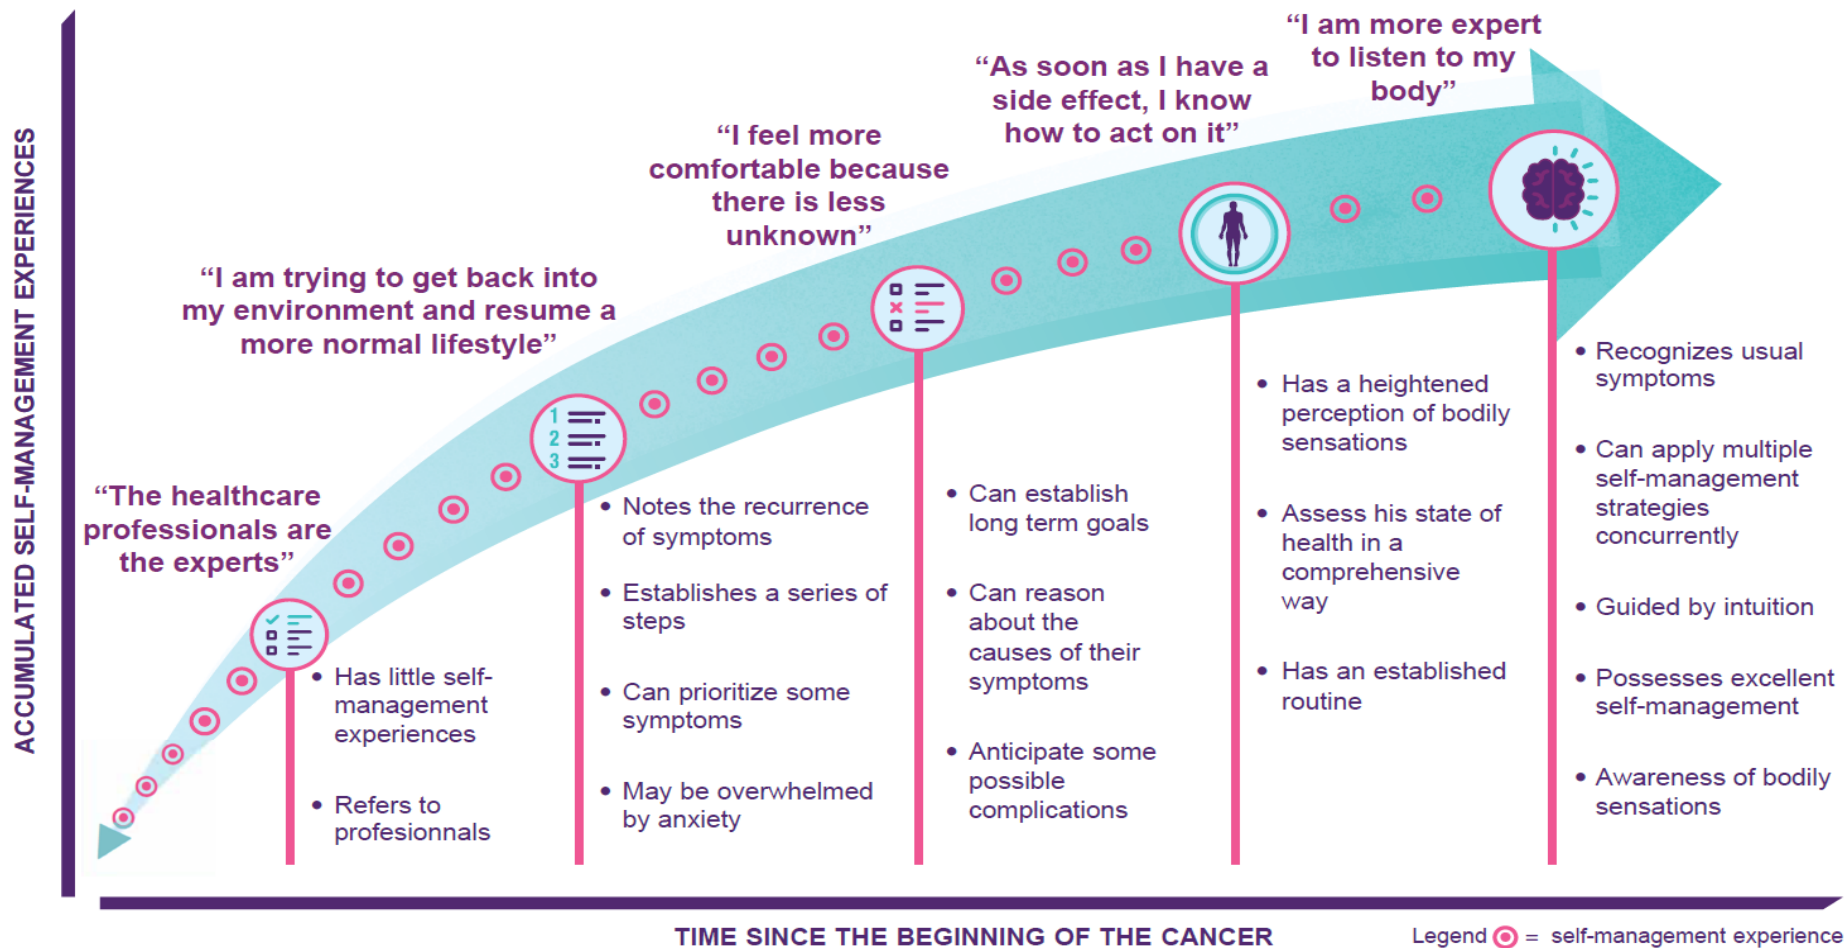 ACCUMULATED SELF-MANAGEMENT EXPERIENCES
“The healthcare
professionals are
the experts”
“I am trying to get back into
my environment and resume a
more normal lifestyle”
“I feel more
comfortable because
there is less
unknown”
“As soon as I have a
side effect, I know
how to act on it”
“I am more expert
to listen to my
body”
1
2
3
• Has little self-
management
experiences
• Refers to
profesionnals
• Notes the recurrence
of symptoms
• Establishes a series of
steps
• Can prioritize some
symptoms
• May be overwhelmed
by anxiety
• Can establish
long term goals
• Can reason
about the
causes of their
symptoms
• Anticipate some
possible
complications
• Has a heightened
perception of bodily
sensations
• Assess his state of
health in a
comprehensive
way
• Has an established
routine
• Recognizes usual
symptoms
• Can apply multiple
self-management
strategies
concurrently
• Guided by intuition
• Possesses excellent
self-management
• Awareness of bodily
sensations
TIME SINCE THE BEGINNING OF THE CANCER
Legend = self-management experience